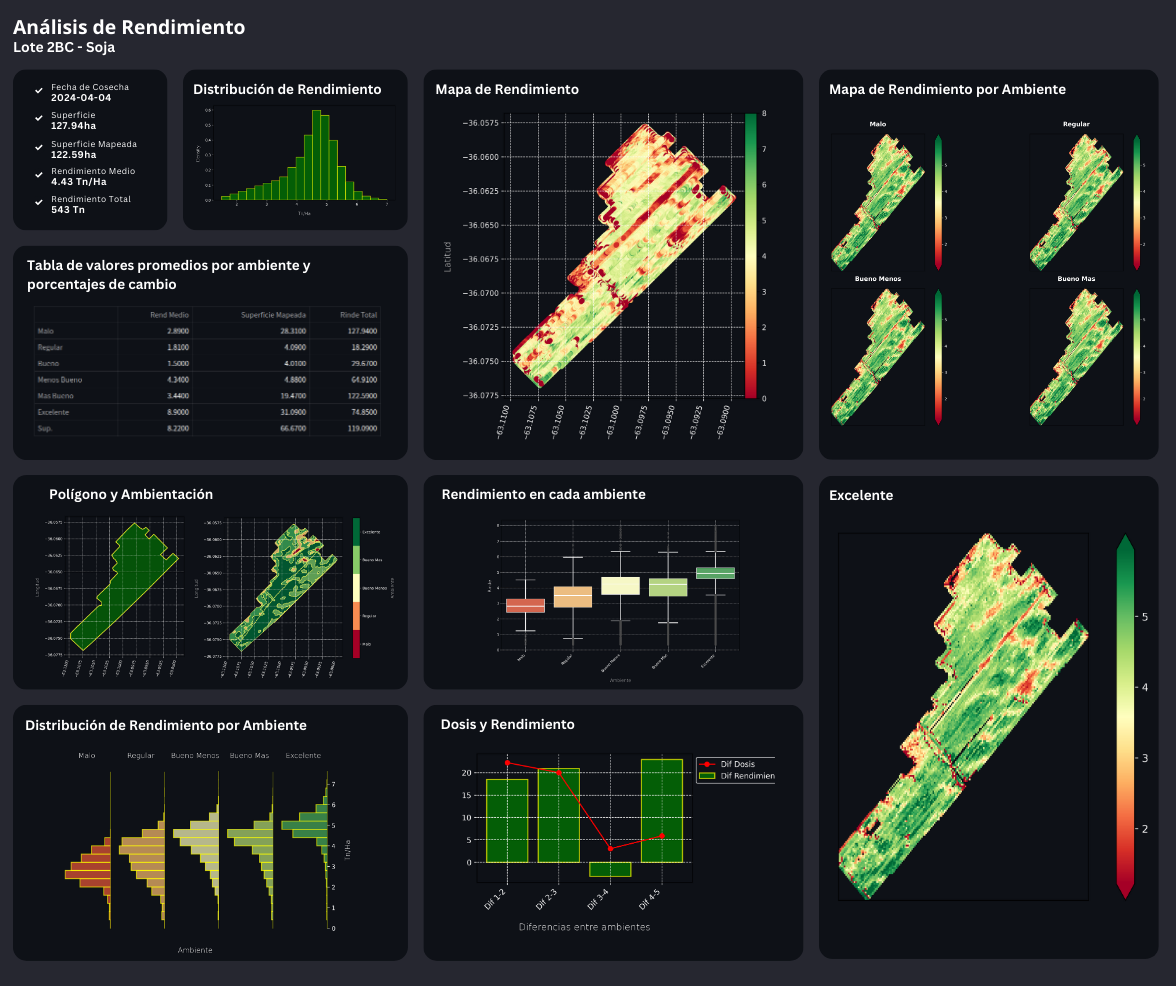 Análisis de Rendimiento
Lote 2BC - Soja
Fecha de Cosecha
2024-04-04
Superficie
127.94ha
Superficie Mapeada
122.59ha
Rendimiento Medio
4.43 Tn/Ha
Rendimiento Total
543 Tn
Distribución de Rendimiento
Tn/Ha
Mapa de Rendimiento
Latitud
−36.0575
−36.0600
−36.0625
−36.0650
−36.0675
−36.0700
−36.0725
−36.0750
−36.0775
−63.1100
−63.1075
−63.1050
−63.1025
−63.1000
−63.0975
−63.0950
−63.0925
−63.0900
8
7
6
5
4
3
2
1
0
Mapa de Rendimiento por Ambiente
Malo
Regular
Bueno Menos
Bueno Mas
Tabla de valores promedios por ambiente y
porcentajes de cambio
Rend Medio Superficie Mapeada Rinde Total
Malo 2.8900 28.3100 127.9400
Regular 1.8100 4.0900 18.2900
Bueno 1.5000 4.0100 29.6700
Menos Bueno 4.3400 4.8800 64.9100
Mas Bueno 3.4400 19.4700 122.5900
Excelente 8.9000 31.0900 74.8500
Sup. 8.2200 66.6700 119.0900
Polígono y Ambientación
Excelente
Bueno Mas
Bueno Menos
Regular
Malo
Rendimiento en cada ambiente
Malo
Regular
Bueno Menos
Bueno Mas
Excelente
Ambiente
Excelente
5
4
3
2
Distribución de Rendimiento por Ambiente
Malo Regular Bueno Menos Bueno Mas Excelente
7
6
5
4
3
2
1
0
Tn/Ha
Ambiente
Dosis y Rendimiento
20
15
10
5
0
Dif Dosis
Dif Rendimien
Dif 1-2
Dif 2-3
Dif 3-4
Dif 4-5
Diferencias entre ambientes